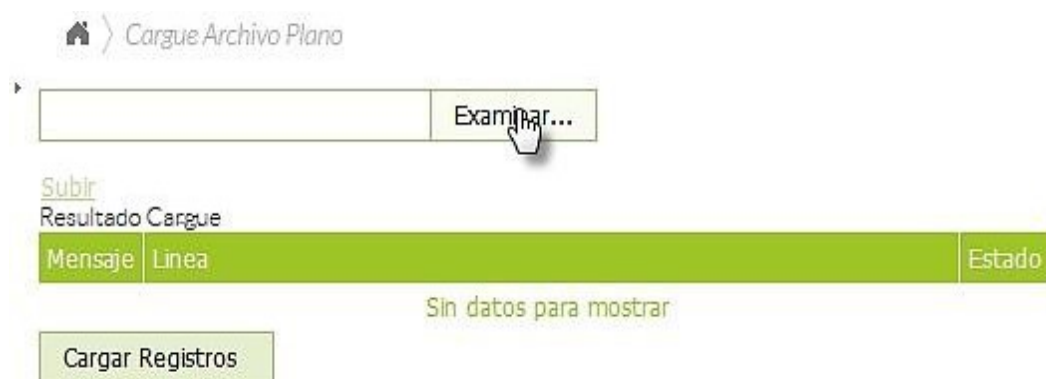 Cargue Archivo Plano
Examinar...
Subir
Resultado Cargue
Mensaje Linea Estado
Sin datos para mostrar
Cargar Registros